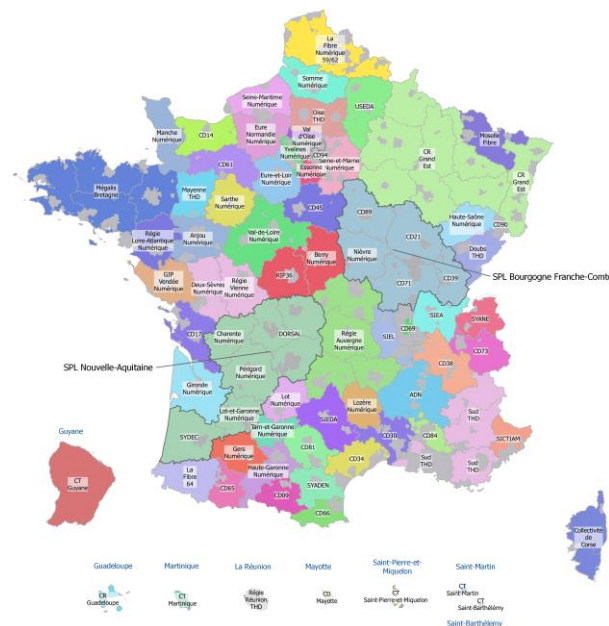 La
Fibre
Numérique
59/62
Somme
Numérique
USEDA
Seine-Maritime
Numérique
Oise
THD
Eure
Normandie
Numérique
Val
d'Oise
Numérique
Yvelines
Numérique
CD94
Essonne
Numérique
Seine-et-Marne
Numérique
CR
Grand
Est
Moselle
Fibre
CR
Grand
Est
Manche
Numérique
CD14
CD61
Eure-et-Loir
Numérique
Mégalis
Bretagne
Mayenne
THD
Sarthe
Numérique
CD45
CD89
CD21
Haute-Saône
Numérique
CD90
Doubs
THD
Régie
Loire-Atlantique
Numérique
Anjou
Numérique
Val-de-Loire
Numérique
Nièvre
Numérique
SPL Bourgogne Franche-Comté
GIP
Vendée
Numérique
Deux-Sèvres
Numérique
Régie
Vienne
Numérique
RIP36
Berry
Numérique
CD71
CD39
CD17
Charente
Numérique
DORSAL
Régie
Auvergne
Numérique
SIEL
CD69
SIEA
SYANE
CD73
CD38
SPL Nouvelle-Aquitaine
Périgord
Numérique
Gironde
Numérique
Lot
Numérique
Lozère
Numérique
ADN
Sud
THD
Lot-et-Garonne
Numérique
Tarn-et-Garonne
Numérique
SIEDA
CD30
CD84
SICTIAM
SYDEC
Gers
Numérique
CD81
CD34
Sud
THD
Sud
THD
La
Fibre
64
CD65
Haute-Garonne
Numérique
CD09
SYADEN
CD66
Guyane
CT
Guyane
Collectivité
de
Corse
Guadeloupe
Martinique
La Réunion
Mayotte
Saint-Pierre-et-
Miquelon
Saint-Martin
CR
Guadeloupe
CT
Martinique
Régie
Réunion
THD
CD
Mayotte
CT
Saint-Pierre-et-Miquelon
CT
Saint-Martin
CT
Saint-Barthélémy
Saint-Barthélemy